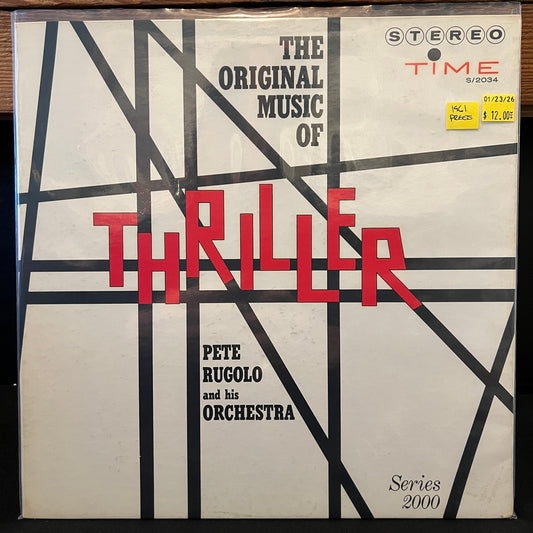 THE
ORIGINAL
MUSIC
OF
STEREO
TIME
S/2034
1961
PRESS
01/23/26
$ 12.00
THRILLER
PETE
RUGOLO
and his
ORCHESTRA
Series
2000